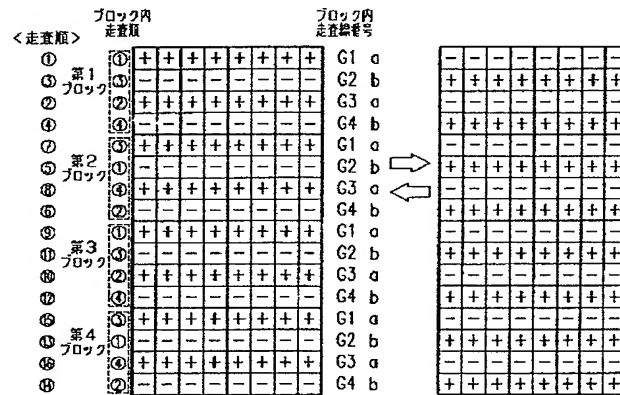 ブロック内 ブロック内
走査順 走査線番号
<走査順>
① ① + + + + + + + + G1 a - - - - - - - -
③ 第1 ブロック ③ - - - - - - - - G2 b + + + + + + + +
② ② + + + + + + + + G3 a - - - - - - - -
④ ④ - - - - - - - - G4 b + + + + + + + +
⑦ ③ + + + + + + + + G1 a - - - - - - - -
⑤ 第2 ブロック ① - - - - - - - - G2 b + + + + + + + +
⑧ ④ + + + + + + + + G3 a - - - - - - - -
⑥ ② - - - - - - - - G4 b + + + + + + + +
⑨ ① + + + + + + + + G1 a - - - - - - - -
⑪ 第3 ブロック ③ - - - - - - - - G2 b + + + + + + + +
⑩ ② + + + + + + + + G3 a - - - - - - - -
⑫ ④ - - - - - - - - G4 b + + + + + + + +
⑮ ③ + + + + + + + + G1 a - - - - - - - -
⑬ 第4 ブロック ① - - - - - - - - G2 b + + + + + + + +
⑯ ④ + + + + + + + + G3 a - - - - - - - -
⑭ ② - - - - - - - - G4 b + + + + + + + +